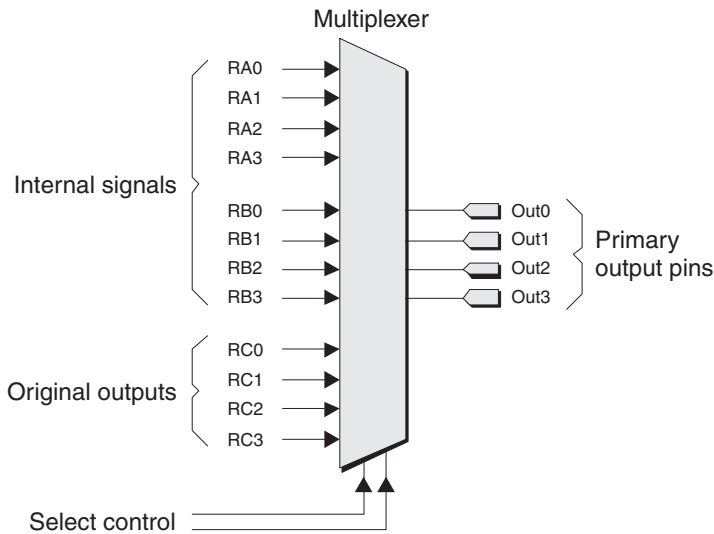 Multiplexer
RA0
RA1
RA2
RA3
Internal signals
RB0
RB1
RB2
RB3
Out0
Out1
Out2
Out3
Primary
output pins
RC0
RC1
RC2
RC3
Original outputs
Select control